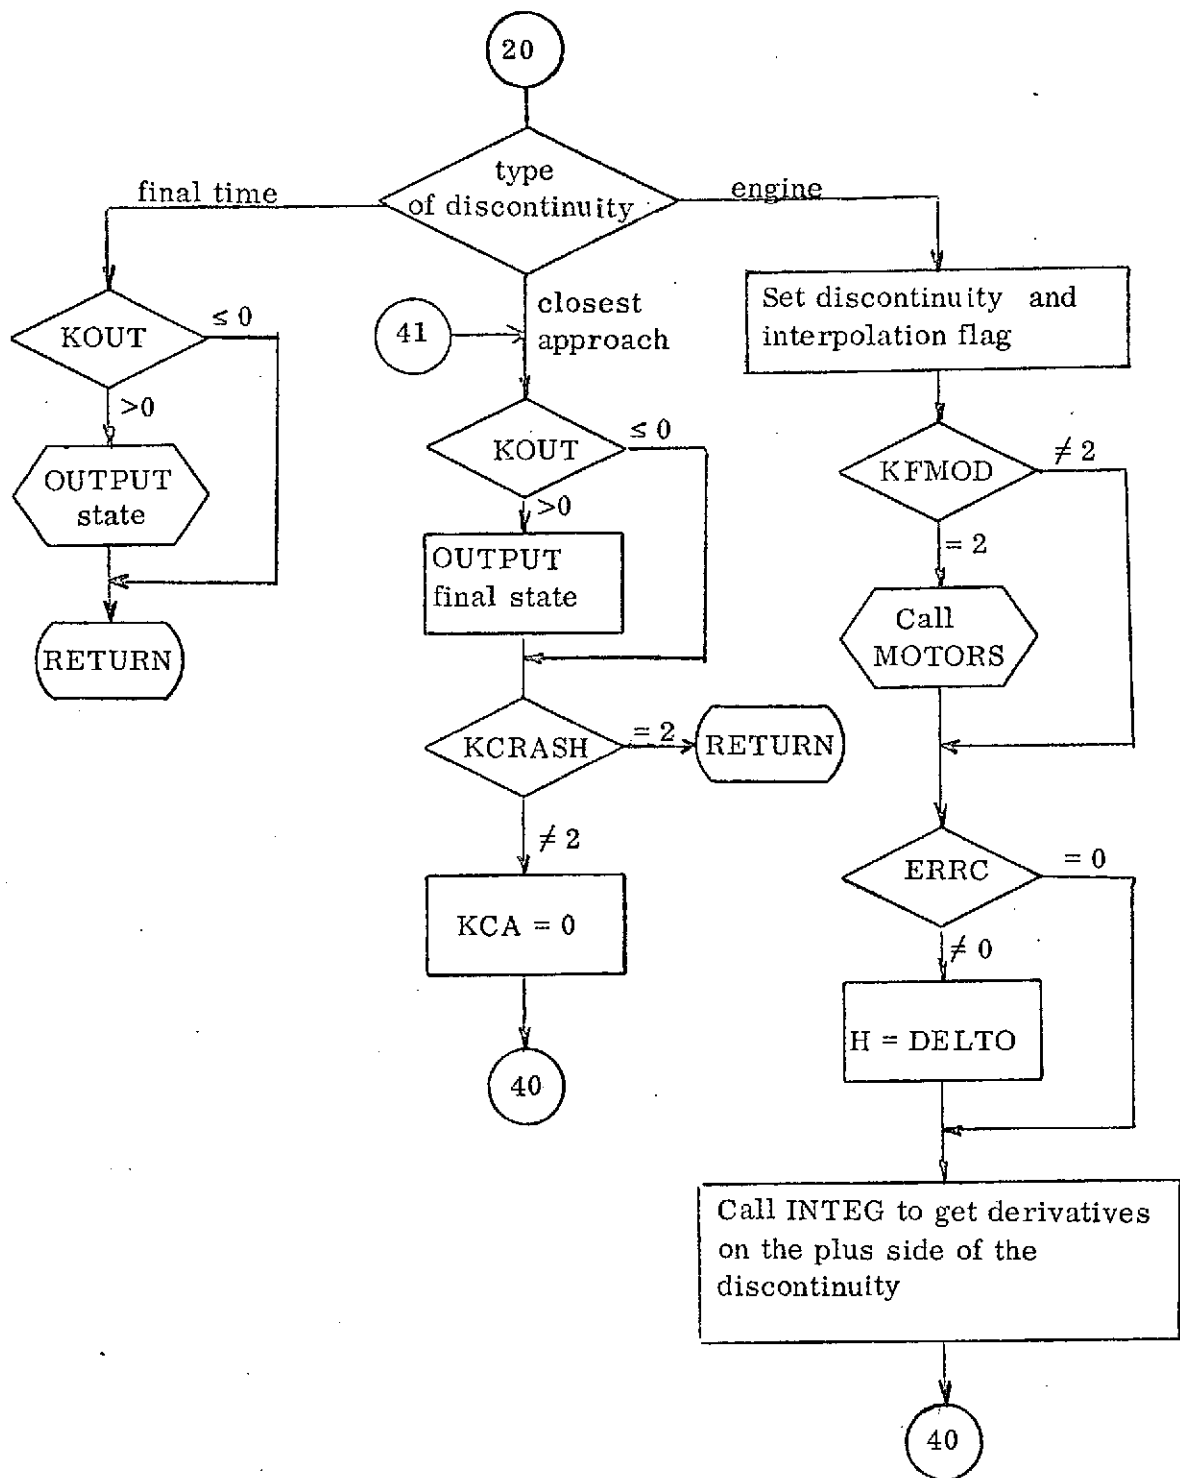 20
type
of discontinuity
final time
engine
KOUT
≤ 0
>0
OUTPUT
state
RETURN
41
closest
approach
KOUT
≤ 0
>0
OUTPUT
final state
KCRASH
= 2
RETURN
≠ 2
KCA = 0
40
Set discontinuity and
interpolation flag
KFMOD
≠ 2
= 2
Call
MOTORS
ERRC
= 0
≠ 0
H = DELTO
Call INTEG to get derivatives
on the plus side of the
discontinuity
40